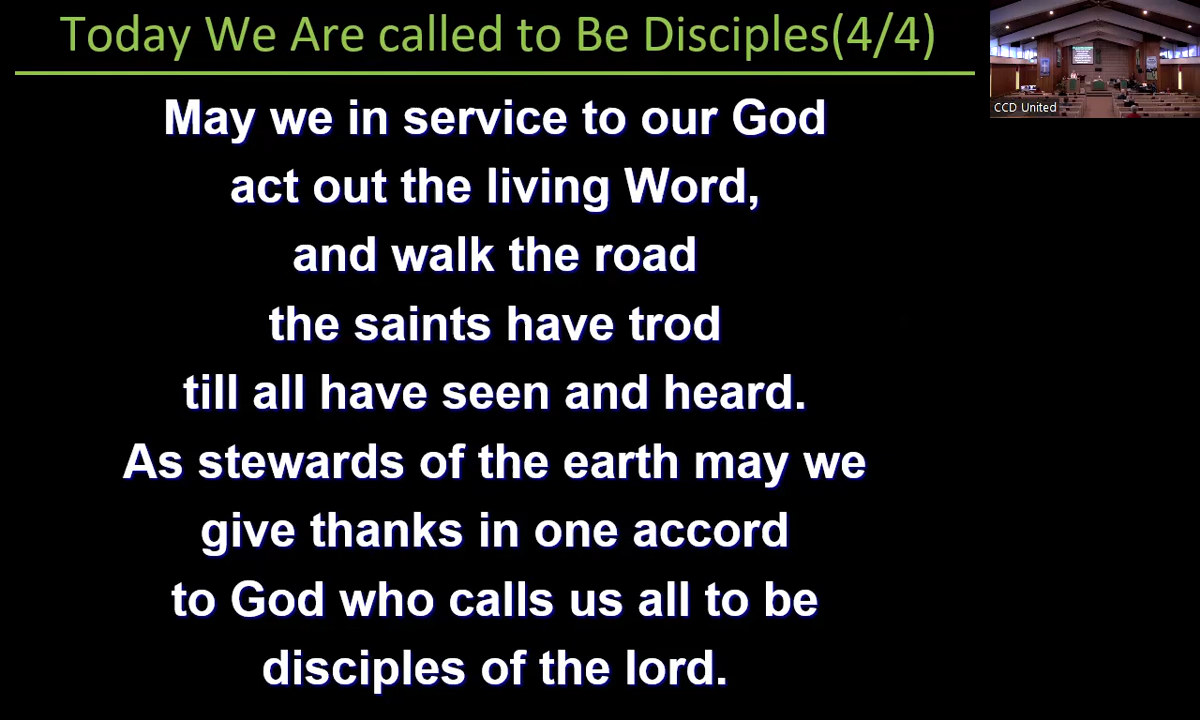 Today We Are called to Be Disciples(4/4)
May we in service to our God
act out the living Word,
and walk the road
the saints have trod
till all have seen and heard.
As stewards of the earth may we
give thanks in one accord
to God who calls us all to be
disciples of the lord.
CCD United